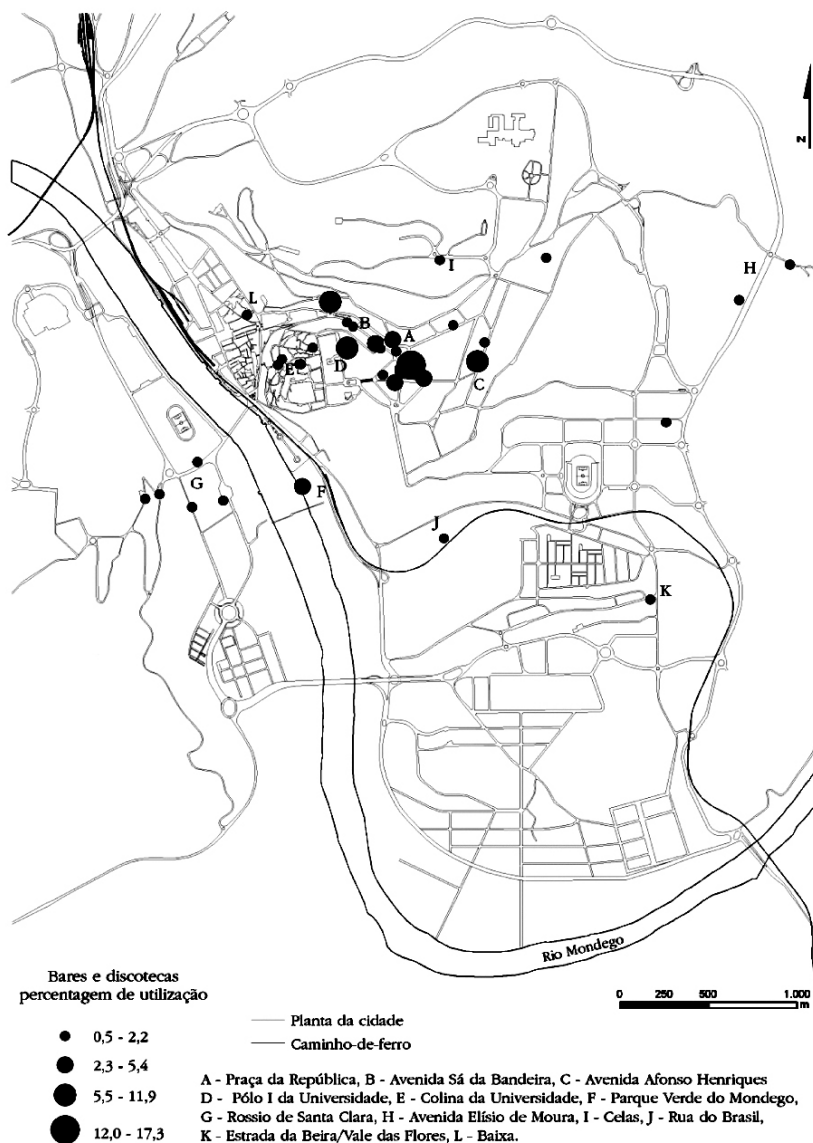 N
H
I
L
B
A
E
D
C
G
F
J
K
Rio Mondego
Bares e discotecas
percentagem de utilização
0,5 - 2,2
2,3 - 5,4
5,5 - 11,9
12,0 - 17,3
Planta da cidade
Caminho-de-ferro
0 250 500 1.000
m
A - Praça da República, B - Avenida Sá da Bandeira, C - Avenida Afonso Henriques
D - Pólo I da Universidade, E - Colina da Universidade, F - Parque Verde do Mondego,
G - Rossio de Santa Clara, H - Avenida Elísio de Moura, I - Celas, J - Rua do Brasil,
K - Estrada da Beira/Vale das Flores, L - Baixa.